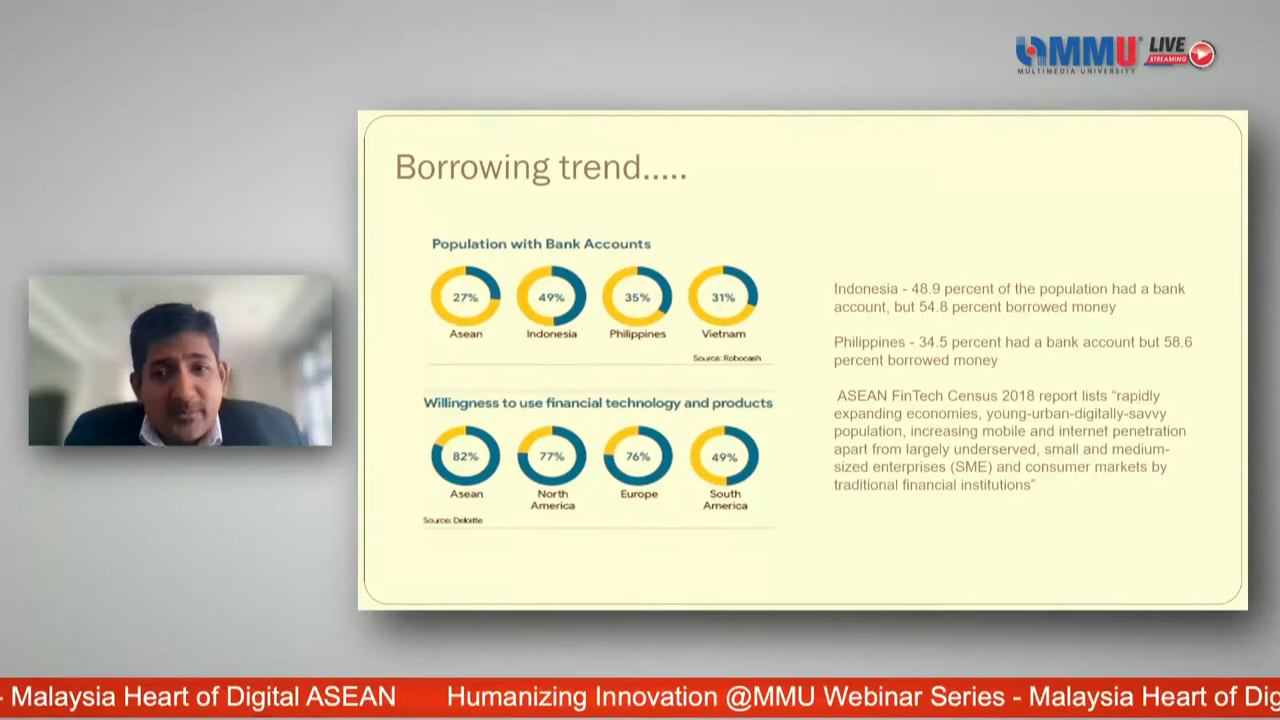 MMU LIVE
STREAMING
MULTIMEDIA UNIVERSITY
Borrowing trend.....
Population with Bank Accounts
27% 49% 35% 31%
Asean Indonesia Philippines Vietnam
Source: Robocash
Willingness to use financial technology and products
82% 77% 76% 49%
Asean North Europe South
America America
Source: Deloitte
Indonesia - 48.9 percent of the population had a bank
account, but 54.8 percent borrowed money
Philippines - 34.5 percent had a bank account but 58.6
percent borrowed money
ASEAN FinTech Census 2018 report lists “rapidly
expanding economies, young-urban-digitally-savvy
population, increasing mobile and internet penetration
apart from largely underserved, small and medium-
sized enterprises (SME) and consumer markets by
traditional financial institutions”
- Malaysia Heart of Digital ASEAN Humanizing Innovation @MMU Webinar Series - Malaysia Heart of Dig